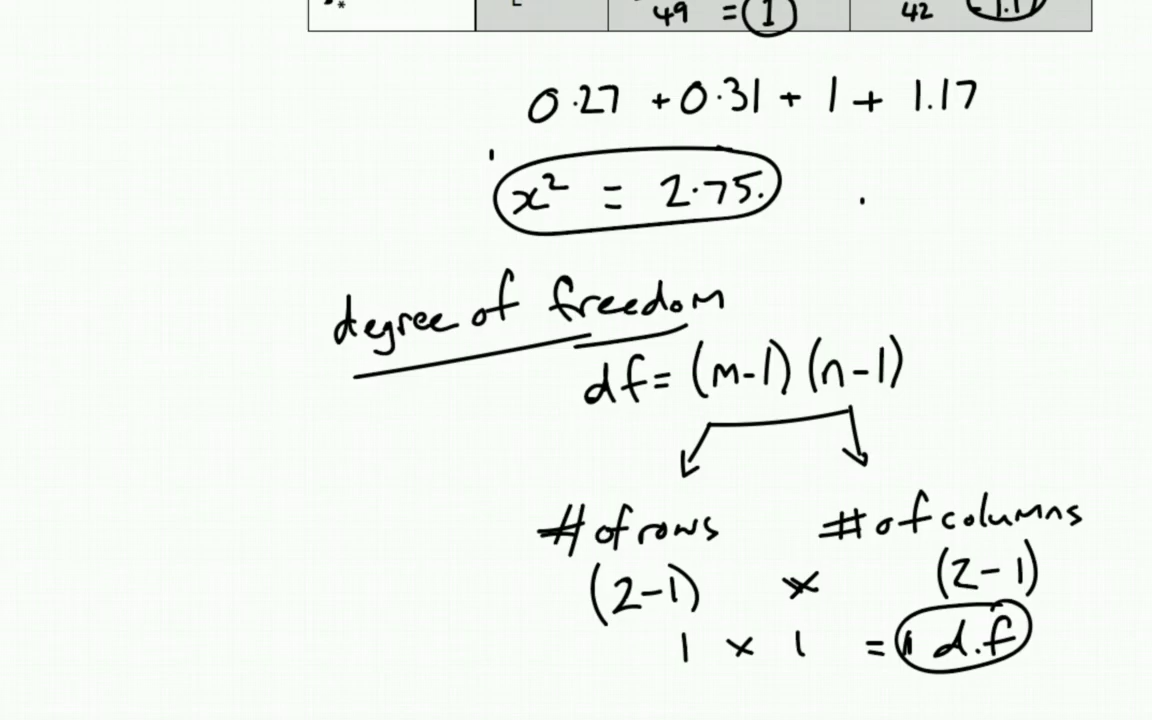 49 = 1 42
0.27 + 0.31 + 1 + 1.17
x² = 2.75.
degree of freedom
df = (m-1) (n-1)
# of rows # of columns
(2-1) × (2-1)
1 × 1 = 1 d.f